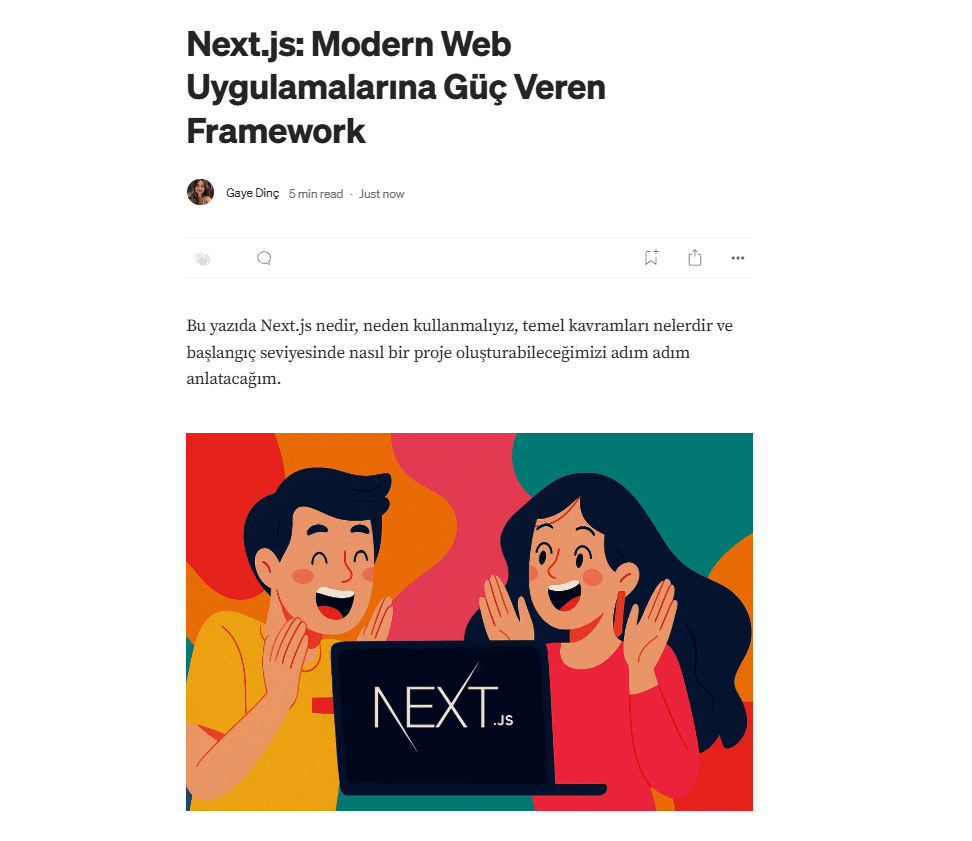 Next.js: Modern Web
Uygulamalarına Güç Veren
Framework
Gaye Dinç 5 min read · Just now
Bu yazıda Next.js nedir, neden kullanmalıyız, temel kavramları nelerdir ve
başlangıç seviyesinde nasıl bir proje oluşturabileceğimizi adım adım
anlatacağım.
NEXT.JS